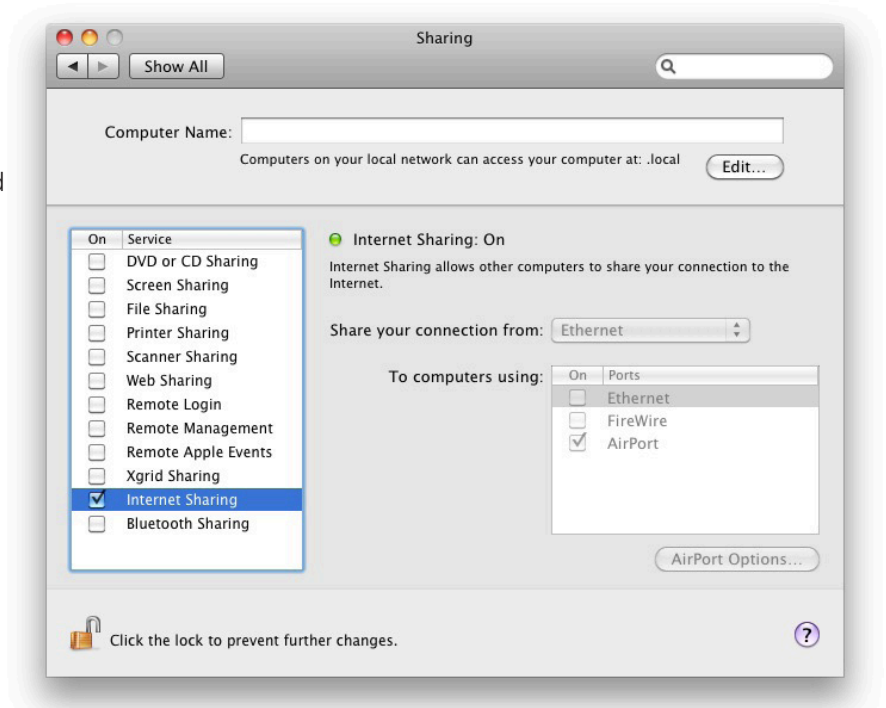 Sharing
Show All
Computer Name:
Computers on your local network can access your computer at: .local
Edit...
d
On Service
DVD or CD Sharing
Screen Sharing
File Sharing
Printer Sharing
Scanner Sharing
Web Sharing
Remote Login
Remote Management
Remote Apple Events
Xgrid Sharing
Internet Sharing
Bluetooth Sharing
Internet Sharing: On
Internet Sharing allows other computers to share your connection to the
Internet.
Share your connection from: Ethernet
To computers using:
On Ports
Ethernet
FireWire
AirPort
AirPort Options...
Click the lock to prevent further changes.
?